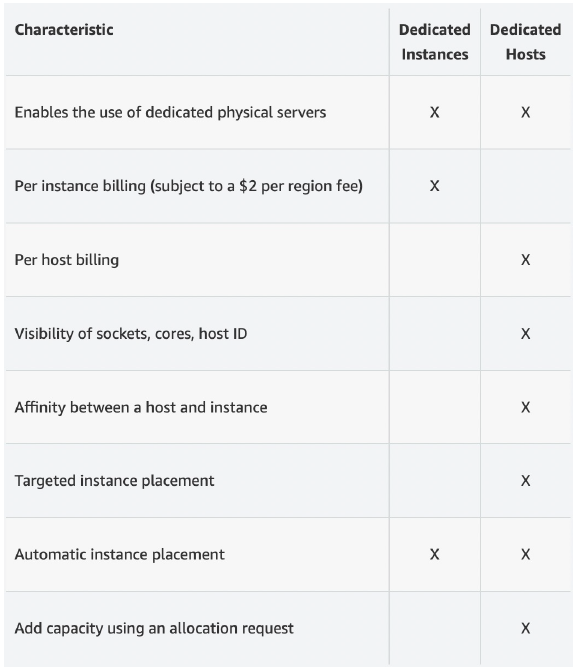 Characteristic Dedicated Dedicated
Instances Hosts
Enables the use of dedicated physical servers X X
Per instance billing (subject to a $2 per region fee) X
Per host billing X
Visibility of sockets, cores, host ID X
Affinity between a host and instance X
Targeted instance placement X
Automatic instance placement X X
Add capacity using an allocation request X